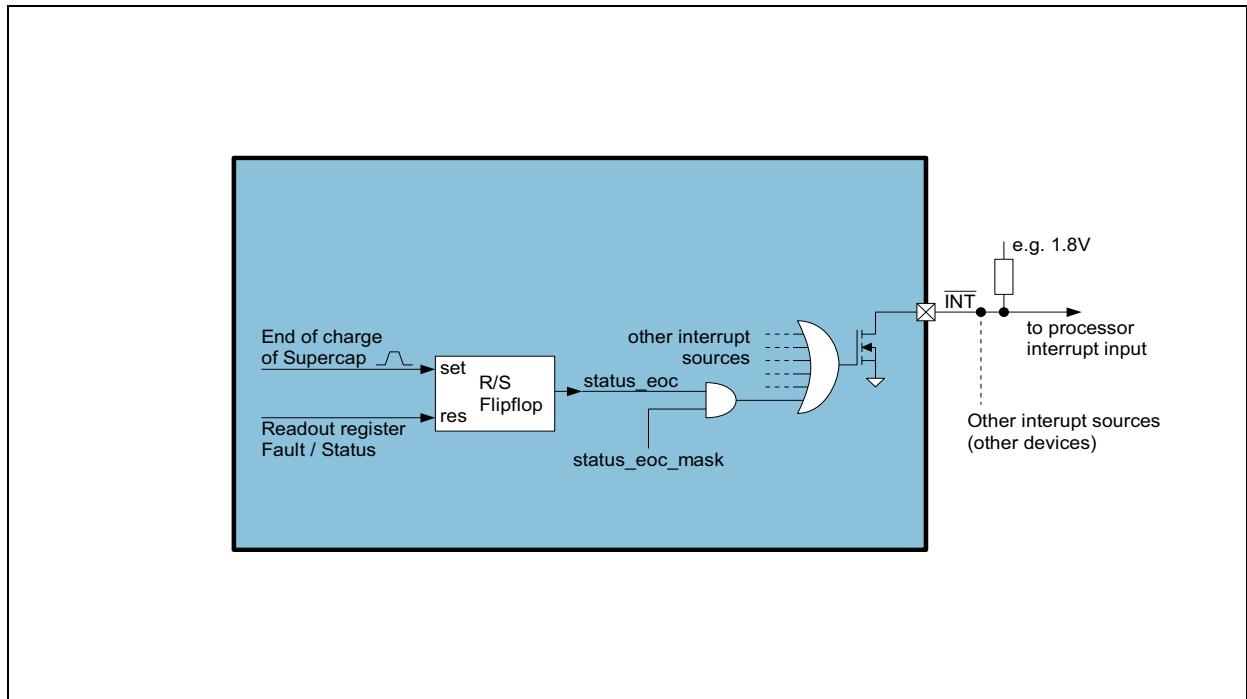 e.g. 1.8V
INT
to processor
interrupt input
other interrupt
sources
End of charge
of Supercap
set
R/S
Flipflop
res
status_eoc
Readout register
Fault / Status
status_eoc_mask
Other interupt sources
(other devices)